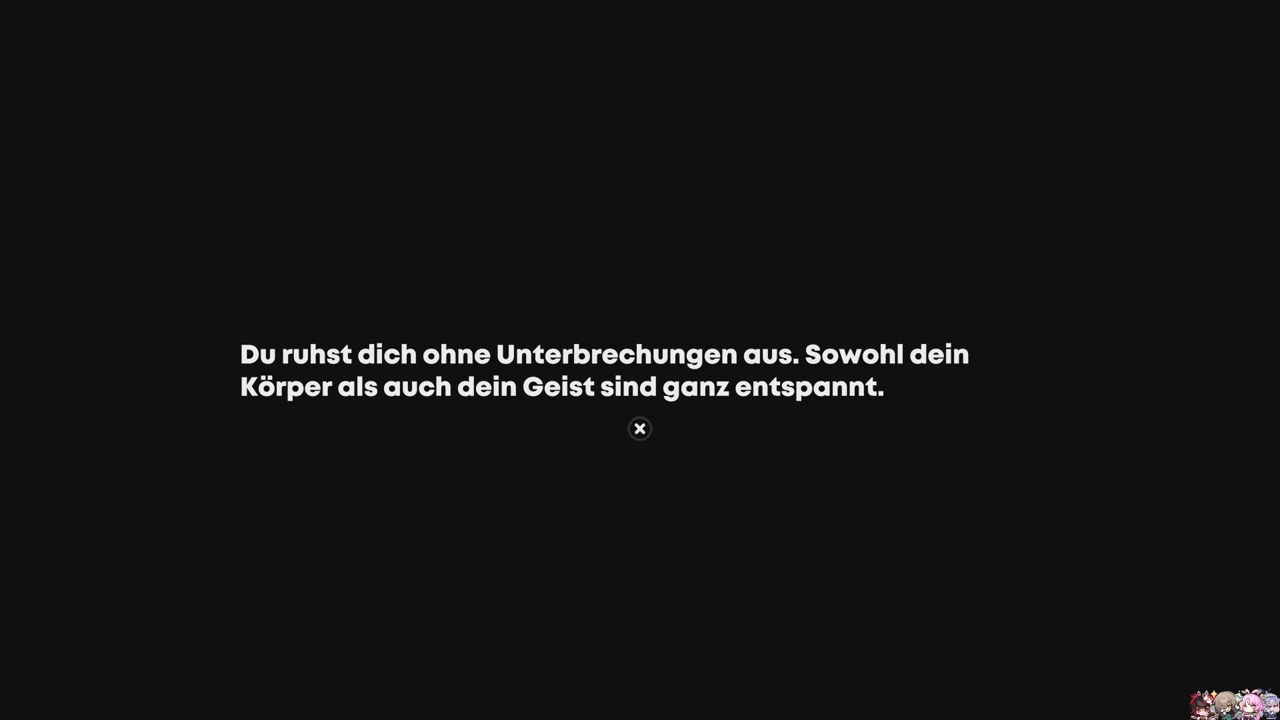 Du ruhst dich ohne Unterbrechungen aus. Sowohl dein
Körper als auch dein Geist sind ganz entspannt.